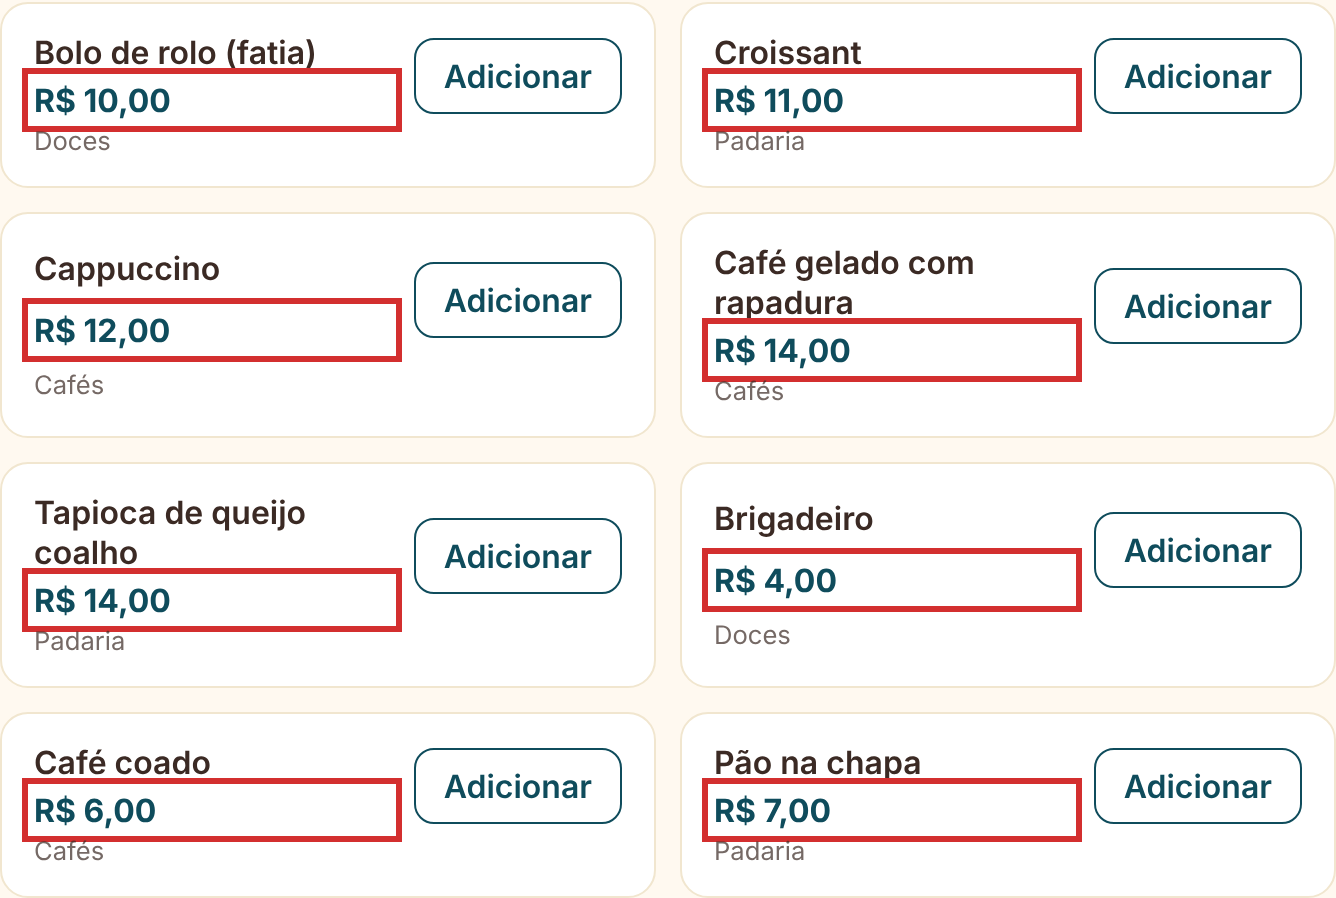 Bolo de rolo (fatia)
R$ 10,00
Doces
Adicionar
Croissant
R$ 11,00
Padaria
Adicionar
Cappuccino
R$ 12,00
Cafés
Adicionar
Café gelado com
rapadura
R$ 14,00
Cafés
Adicionar
Tapioca de queijo
coalho
R$ 14,00
Padaria
Adicionar
Brigadeiro
R$ 4,00
Doces
Adicionar
Café coado
R$ 6,00
Cafés
Adicionar
Pão na chapa
R$ 7,00
Padaria
Adicionar